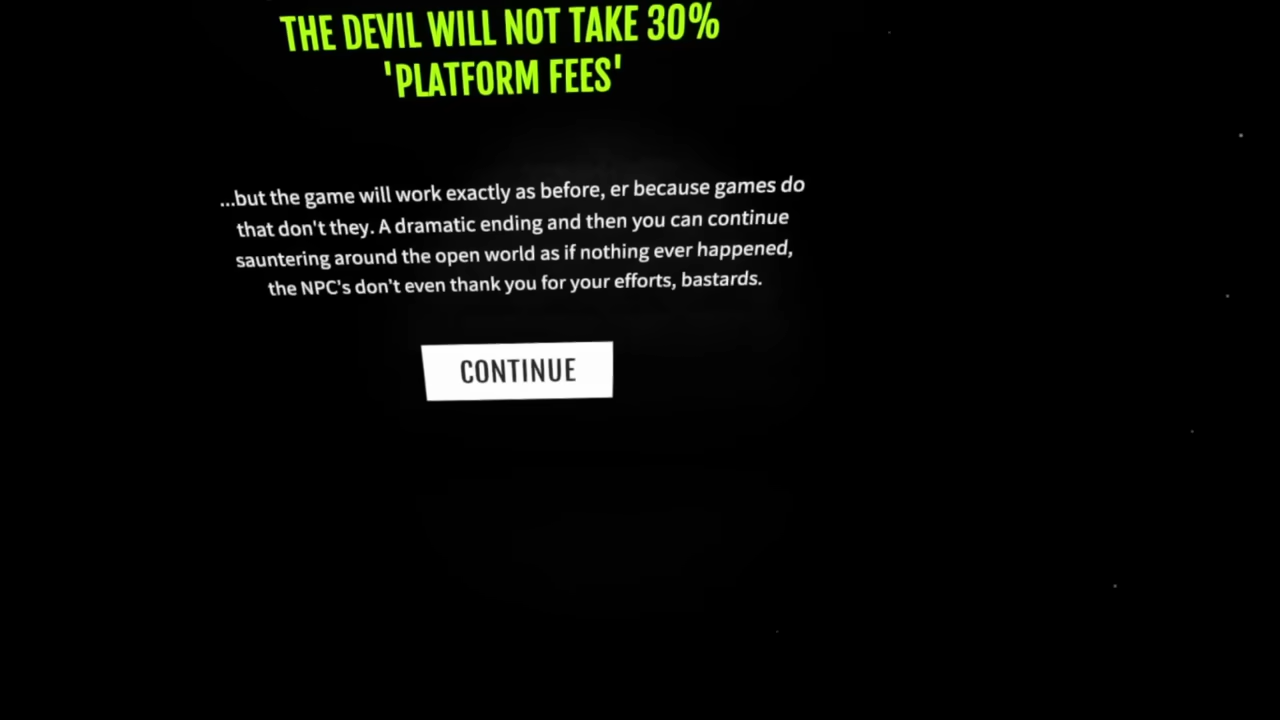 THE DEVIL WILL NOT TAKE 30%
'PLATFORM FEES'
...but the game will work exactly as before, er because games do
that don't they. A dramatic ending and then you can continue
sauntering around the open world as if nothing ever happened,
the NPC's don't even thank you for your efforts, bastards.
CONTINUE